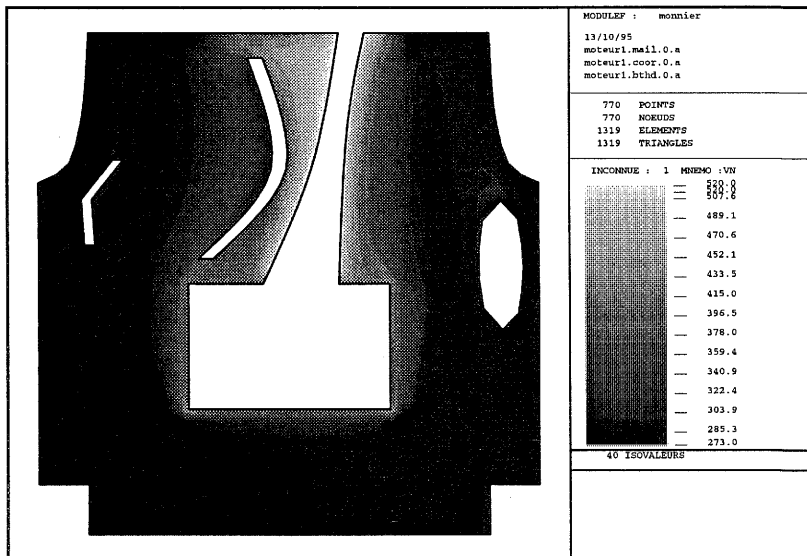 MODULEF : monnier
13/10/95
moteur1.mail.0.a
moteur1.coor.0.a
moteur1.bthd.0.a
770 POINTS
770 NOEUDS
1319 ELEMENTS
1319 TRIANGLES
INCONNUE : 1 MNEMO :VN
520.0
507.6
489.1
470.6
452.1
433.5
415.0
396.5
378.0
359.4
340.9
322.4
303.9
285.3
273.0
40 ISOVALEURS